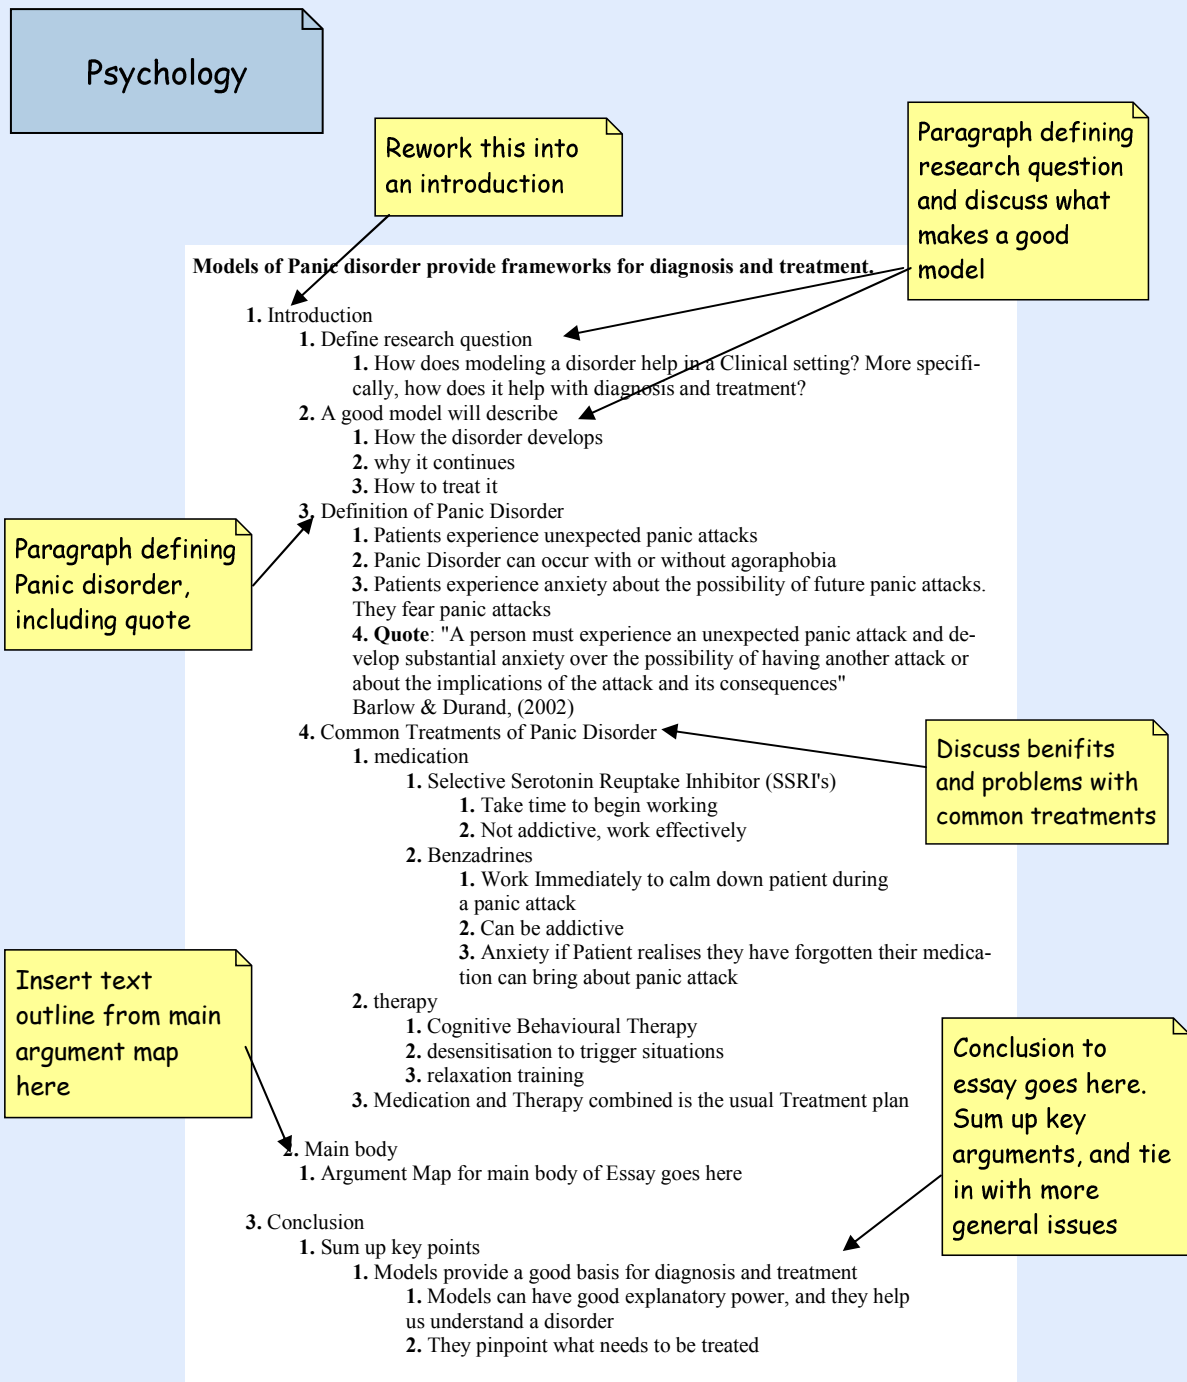 Psychology
Rework this into
an introduction
Paragraph defining
research question
and discuss what
makes a good
model
Models of Panic disorder provide frameworks for diagnosis and treatment.
1. Introduction
1. Define research question
1. How does modeling a disorder help in a Clinical setting? More specifi-
cally, how does it help with diagnosis and treatment?
2. A good model will describe
1. How the disorder develops
2. why it continues
3. How to treat it
3. Definition of Panic Disorder
Paragraph defining
Panic disorder,
including quote
1. Patients experience unexpected panic attacks
2. Panic Disorder can occur with or without agoraphobia
3. Patients experience anxiety about the possibility of future panic attacks.
They fear panic attacks
4. Quote: "A person must experience an unexpected panic attack and de-
velop substantial anxiety over the possibility of having another attack or
about the implications of the attack and its consequences"
Barlow & Durand, (2002)
4. Common Treatments of Panic Disorder
Discuss benifits
and problems with
common treatments
1. medication
1. Selective Serotonin Reuptake Inhibitor (SSRI's)
1. Take time to begin working
2. Not addictive, work effectively
2. Benzadrines
1. Work Immediately to calm down patient during
a panic attack
2. Can be addictive
3. Anxiety if Patient realises they have forgotten their medica-
tion can bring about panic attack
2. therapy
1. Cognitive Behavioural Therapy
2. desensitisation to trigger situations
3. relaxation training
3. Medication and Therapy combined is the usual Treatment plan
Insert text
outline from main
argument map
here
2. Main body
1. Argument Map for main body of Essay goes here
Conclusion to
essay goes here.
Sum up key
arguments, and tie
in with more
general issues
3. Conclusion
1. Sum up key points
1. Models provide a good basis for diagnosis and treatment
1. Models can have good explanatory power, and they help
us understand a disorder
2. They pinpoint what needs to be treated